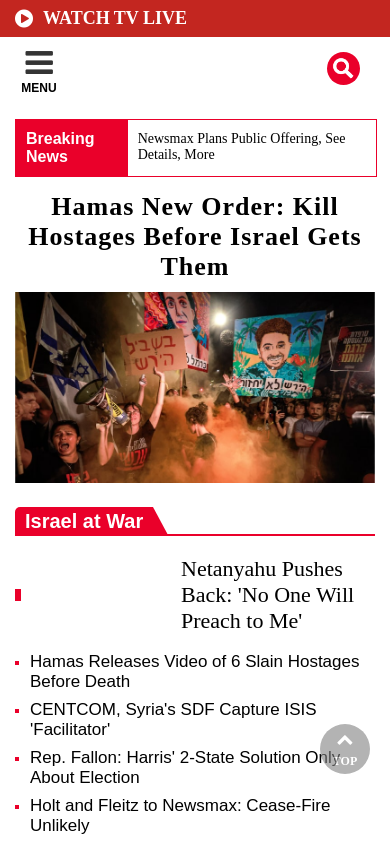 WATCH TV LIVE
MENU
Breaking
News
Newsmax Plans Public Offering, See
Details, More
Hamas New Order: Kill
Hostages Before Israel Gets
Them
Israel at War
Netanyahu Pushes
Back: 'No One Will
Preach to Me'
Hamas Releases Video of 6 Slain Hostages
Before Death
CENTCOM, Syria's SDF Capture ISIS
'Facilitator'
Rep. Fallon: Harris' 2-State Solution Only
About Election
TOP
Holt and Fleitz to Newsmax: Cease-Fire
Unlikely